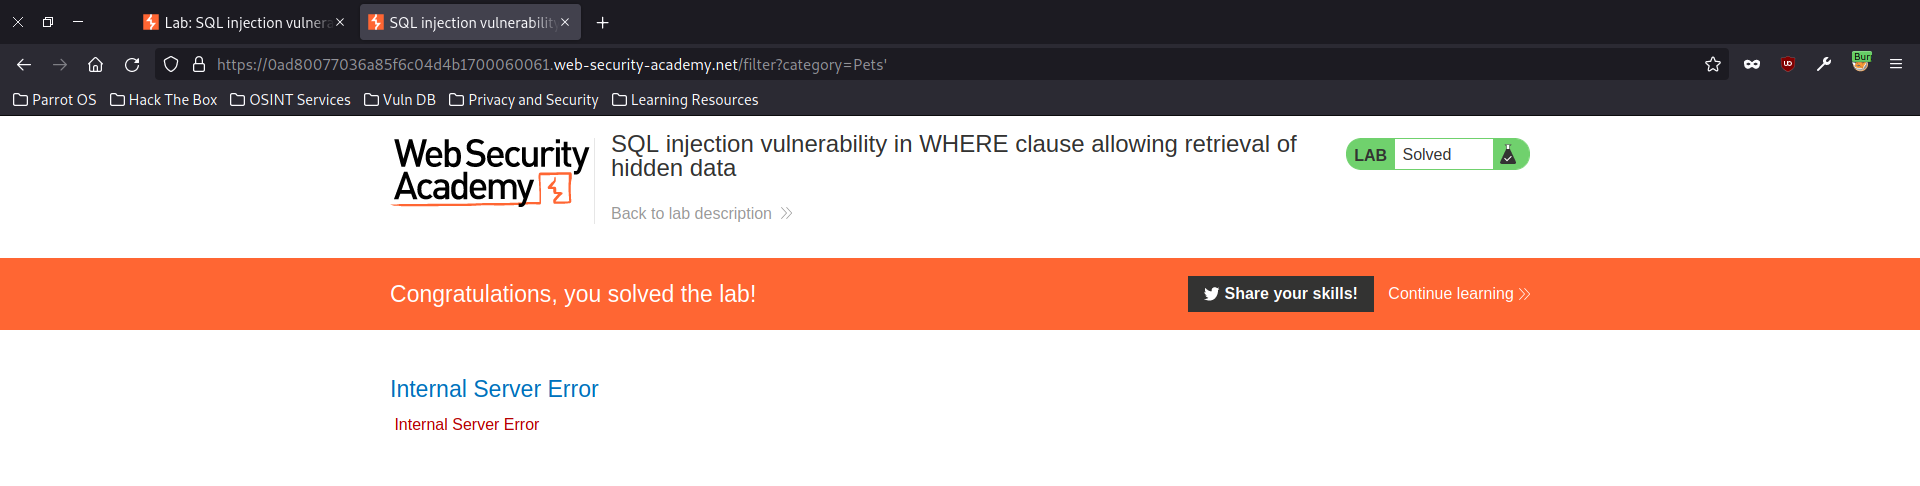 Lab: SQL injection vulnera
SQL injection vulnerability
https://0ad80077036a85f6c04d4b1700060061.web-security-academy.net/filter?category=Pets'
Bur
Parrot OS Hack The Box OSINT Services Vuln DB Privacy and Security Learning Resources
WebSecurity
Academy
SQL injection vulnerability in WHERE clause allowing retrieval of
hidden data
Back to lab description
LAB Solved
Congratulations, you solved the lab!
Share your skills!
Continue learning
Internal Server Error
Internal Server Error